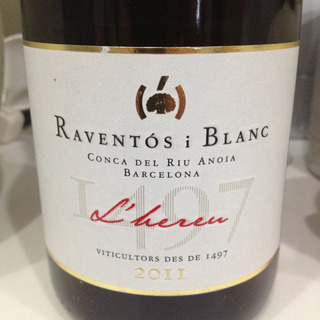 RAVENTÓS i BLANC
CONCA DEL RIU ANOIA
BARCELONA
1497
L'hereu
VITICULTORS DES DE 1497
2011